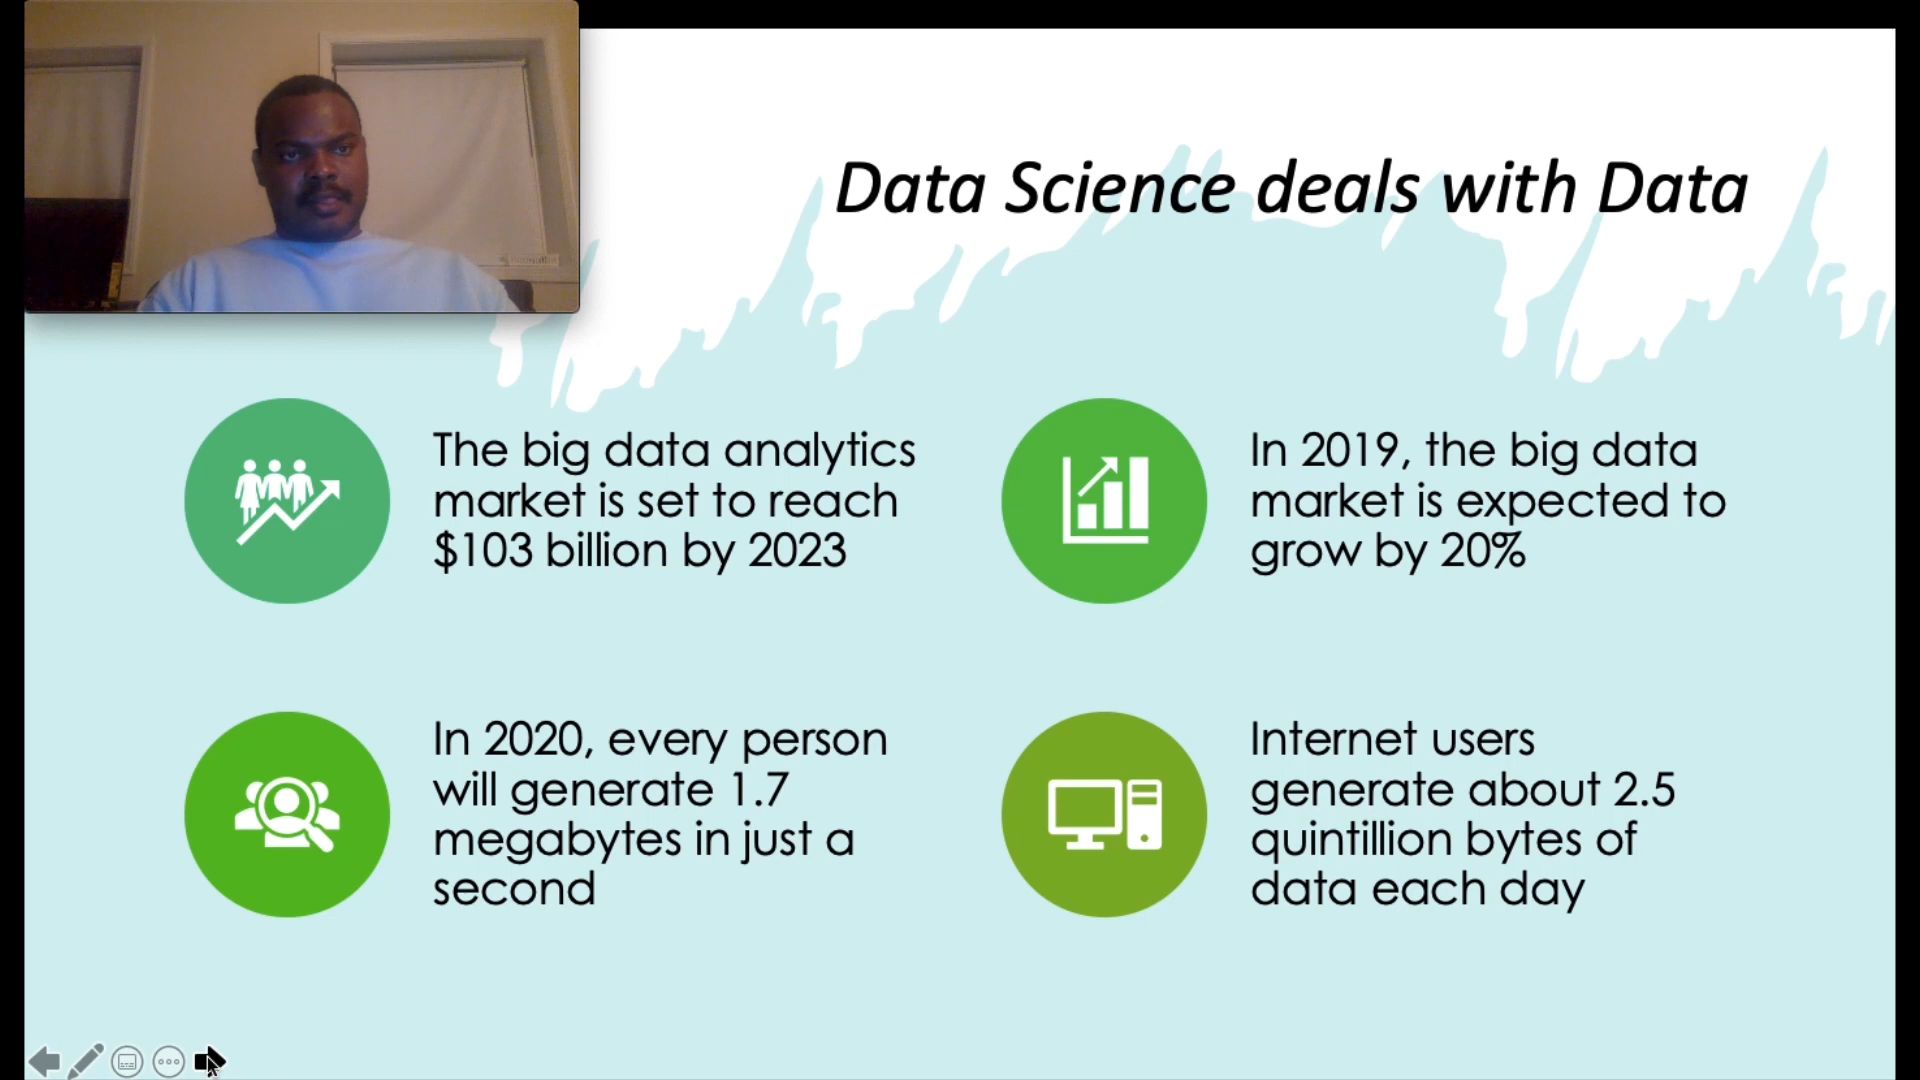 Data Science deals with Data
The big data analytics
market is set to reach
$103 billion by 2023
In 2019, the big data
market is expected to
grow by 20%
In 2020, every person
will generate 1.7
megabytes in just a
second
Internet users
generate about 2.5
quintillion bytes of
data each day